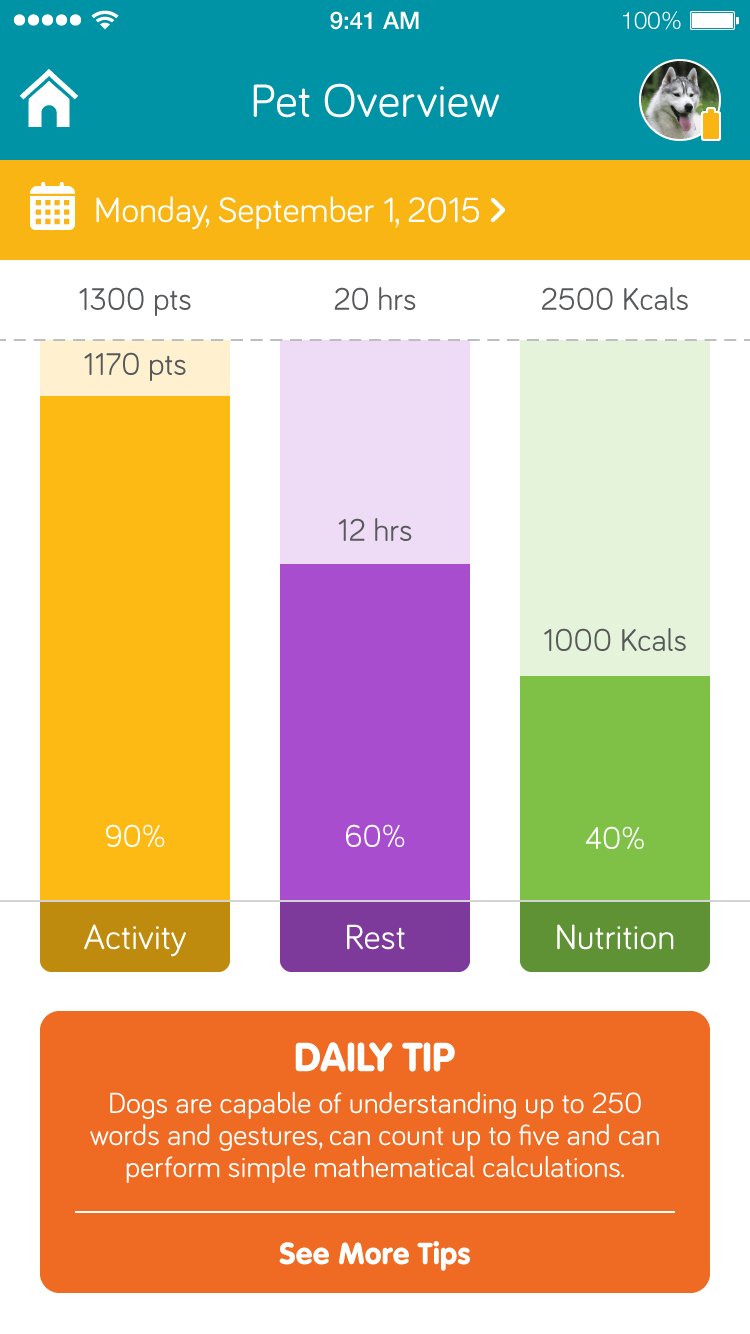 9:41 AM 100%
Pet Overview
Monday, September 1, 2015
1300 pts 20 hrs 2500 Kcals
1170 pts
12 hrs
1000 Kcals
90% 60% 40%
Activity Rest Nutrition
DAILY TIP
Dogs are capable of understanding up to 250
words and gestures, can count up to five and can
perform simple mathematical calculations.
See More Tips